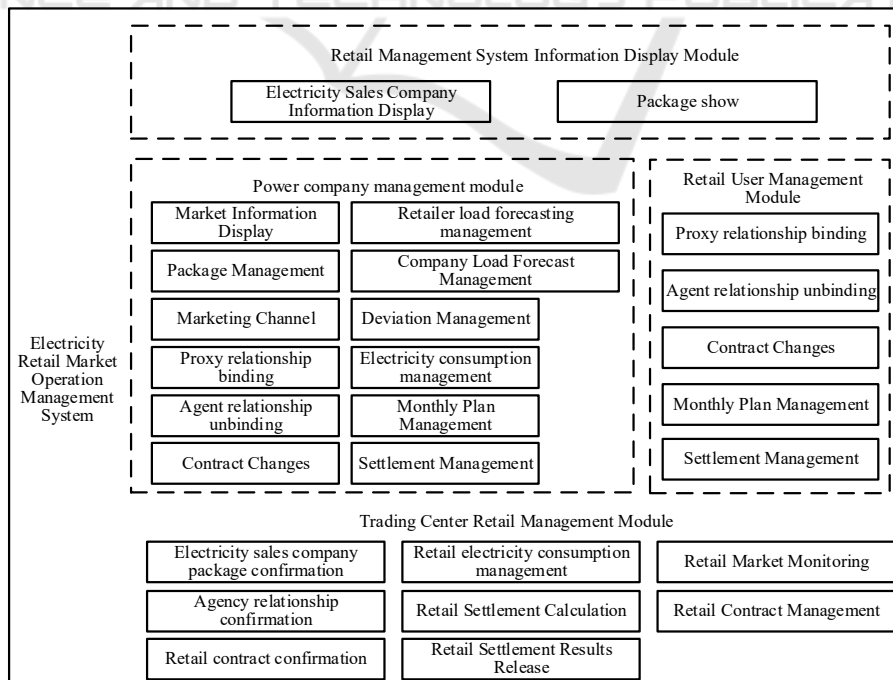 NCE AND TECHNOLOGY PUBLICA
Retail Management System Information Display Module
Electricity Sales Company
Information Display
Package show
Power company management module
Market Information
Display
Retailer load forecasting
management
Package Management
Company Load Forecast
Management
Marketing Channel
Deviation Management
Proxy relationship
binding
Electricity consumption
management
Agent relationship
unbinding
Monthly Plan
Management
Contract Changes
Settlement Management
Retail User Management
Module
Proxy relationship binding
Agent relationship unbinding
Contract Changes
Monthly Plan Management
Settlement Management
Electricity
Retail Market
Operation
Management
System
Trading Center Retail Management Module
Electricity sales company
package confirmation
Retail electricity consumption
management
Retail Market Monitoring
Agency relationship
confirmation
Retail Settlement Calculation
Retail Contract Management
Retail contract confirmation
Retail Settlement Results
Release